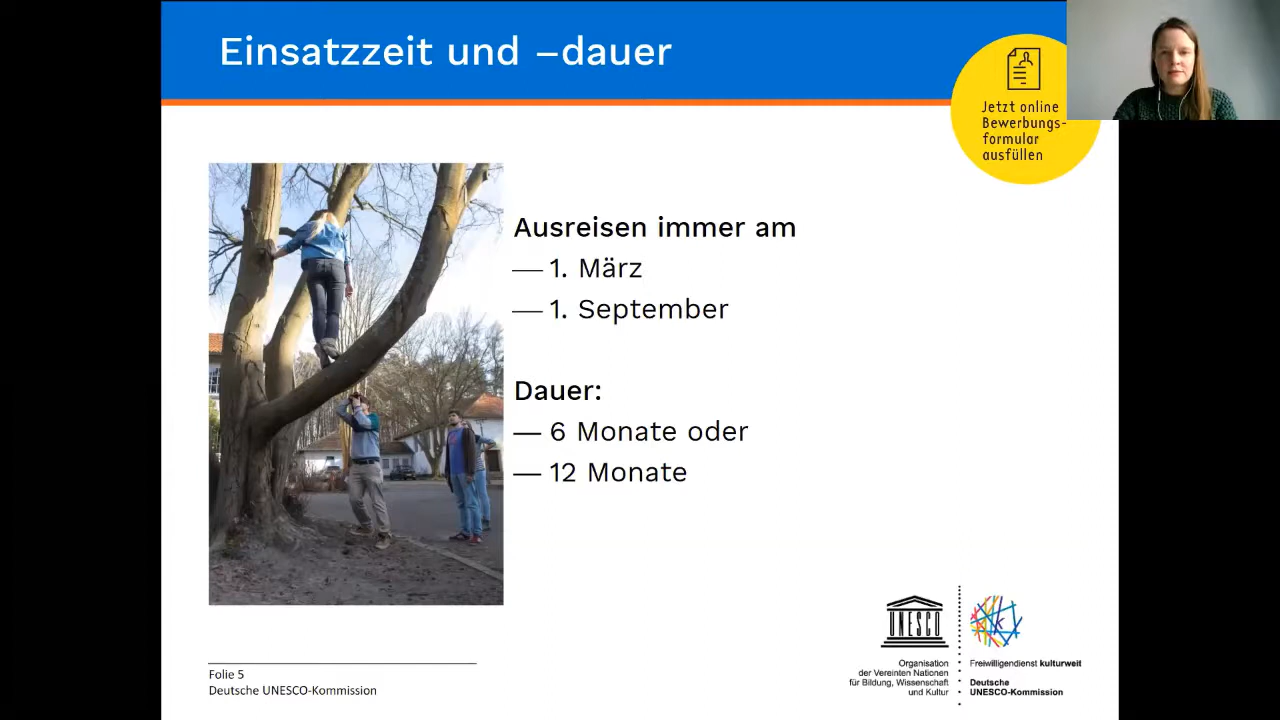 Einsatzzeit und –dauer
Jetzt online
Bewerbungs-
formular
ausfüllen
Ausreisen immer am
— 1. März
— 1. September
Dauer:
— 6 Monate oder
— 12 Monate
Folie 5
Deutsche UNESCO-Kommission
UNESCO
Organisation
der Vereinten Nationen
für Bildung, Wissenschaft
und Kultur
k
Freiwilligendienst kulturweit
Deutsche
UNESCO-Kommission